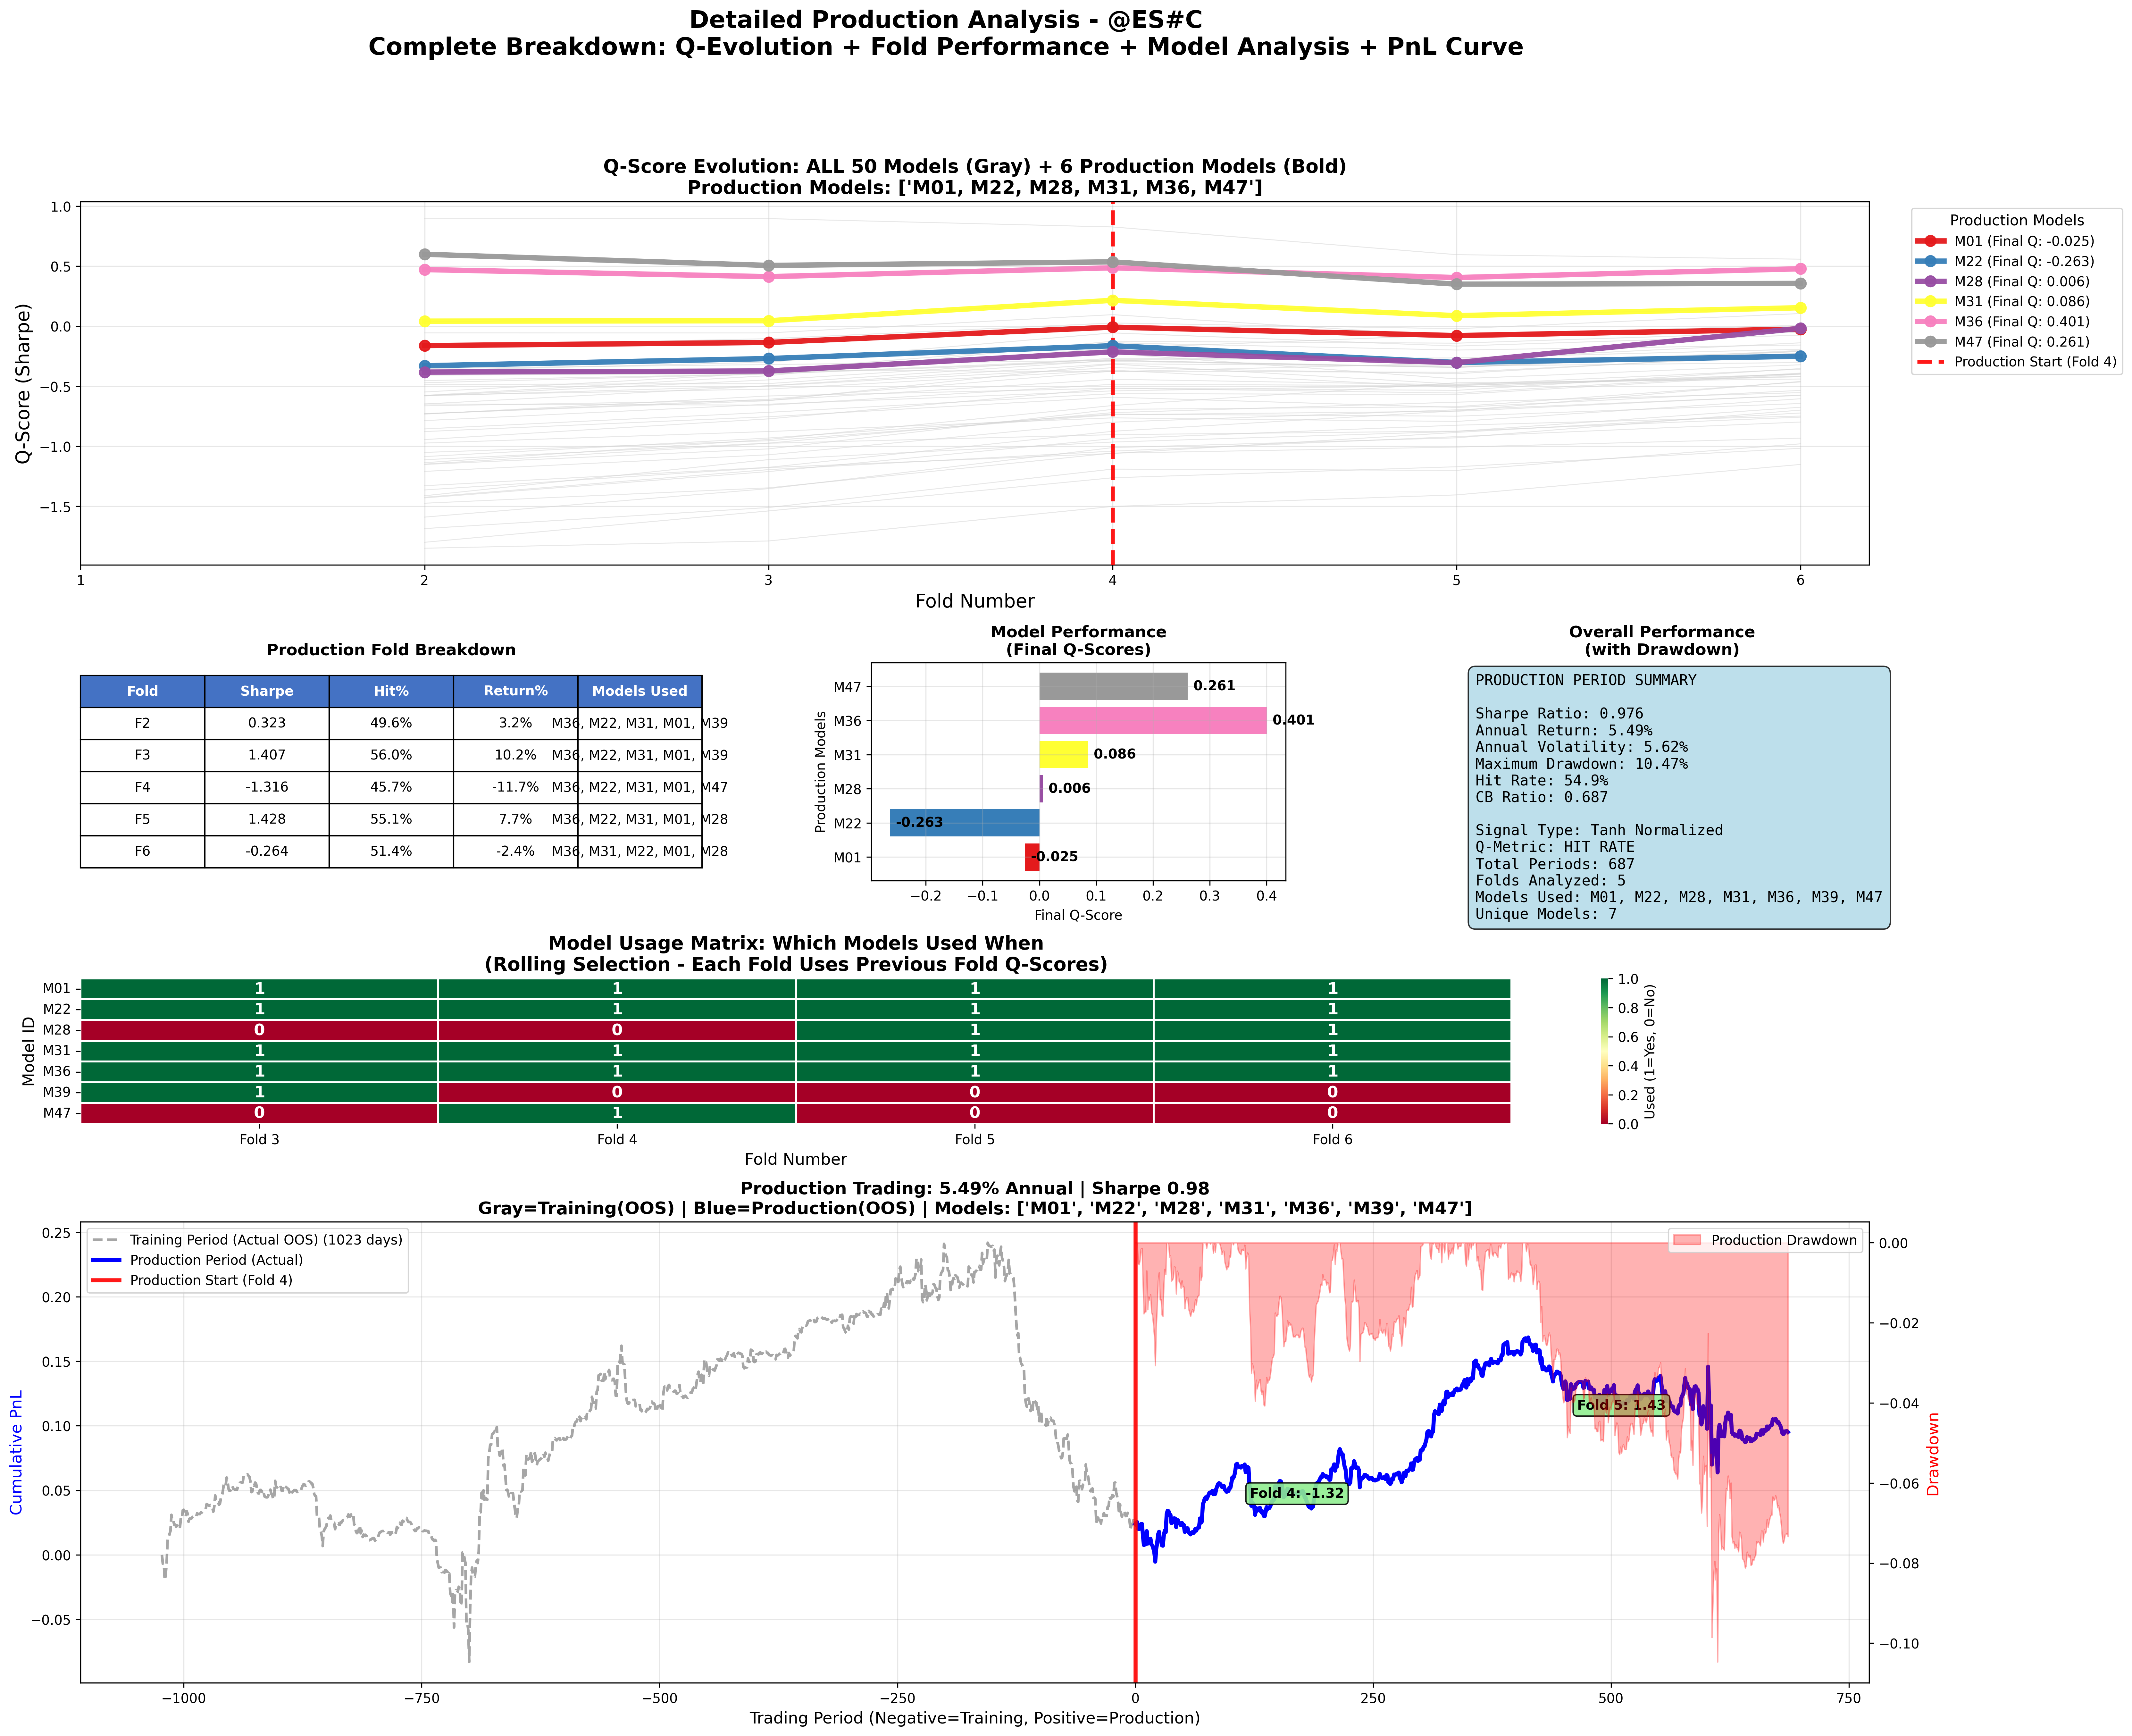 Detailed Production Analysis - @ES#C
Complete Breakdown: Q-Evolution + Fold Performance + Model Analysis + PnL Curve
Q-Score Evolution: ALL 50 Models (Gray) + 6 Production Models (Bold)
Production Models: ['M01, M22, M28, M31, M36, M47']
Q-Score (Sharpe)
1.0
0.5
0.0
−0.5
−1.0
−1.5
1 2 3 4 5 6
Fold Number
Production Models
M01 (Final Q: -0.025)
M22 (Final Q: -0.263)
M28 (Final Q: 0.006)
M31 (Final Q: 0.086)
M36 (Final Q: 0.401)
M47 (Final Q: 0.261)
Production Start (Fold 4)
Production Fold Breakdown
Fold Sharpe Hit% Return% Models Used
F2 0.323 49.6% 3.2% M36, M22, M31, M01, M39
F3 1.407 56.0% 10.2% M36, M22, M31, M01, M39
F4 -1.316 45.7% -11.7% M36, M22, M31, M01, M47
F5 1.428 55.1% 7.7% M36, M22, M31, M01, M28
F6 -0.264 51.4% -2.4% M36, M31, M22, M01, M28
Model Performance
(Final Q-Scores)
Production Models
M47 0.261
M36 0.401
M31 0.086
M28 0.006
M22 -0.263
M01 -0.025
−0.2 −0.1 0.0 0.1 0.2 0.3 0.4
Final Q-Score
Overall Performance
(with Drawdown)
PRODUCTION PERIOD SUMMARY
Sharpe Ratio: 0.976
Annual Return: 5.49%
Annual Volatility: 5.62%
Maximum Drawdown: 10.47%
Hit Rate: 54.9%
CB Ratio: 0.687
Signal Type: Tanh Normalized
Q-Metric: HIT_RATE
Total Periods: 687
Folds Analyzed: 5
Models Used: M01, M22, M28, M31, M36, M39, M47
Unique Models: 7
Model Usage Matrix: Which Models Used When
(Rolling Selection - Each Fold Uses Previous Fold Q-Scores)
Model ID
M01 1 1 1 1
M22 1 1 1 1
M28 0 0 1 1
M31 1 1 1 1
M36 1 1 1 1
M39 1 0 0 0
M47 0 1 0 0
Fold 3 Fold 4 Fold 5 Fold 6
Fold Number
1.0
0.8
0.6
0.4
0.2
0.0
Used (1=Yes, 0=No)
Production Trading: 5.49% Annual | Sharpe 0.98
Gray=Training(OOS) | Blue=Production(OOS) | Models: ['M01', 'M22', 'M28', 'M31', 'M36', 'M39', 'M47']
Training Period (Actual OOS) (1023 days)
Production Period (Actual)
Production Start (Fold 4)
Production Drawdown
Cumulative PnL
0.25
0.20
0.15
0.10
0.05
0.00
−0.05
Fold 4: -1.32
Fold 5: 1.43
0.00
−0.02
−0.04
−0.06
−0.08
−0.10
Drawdown
−1000 −750 −500 −250 0 250 500 750
Trading Period (Negative=Training, Positive=Production)